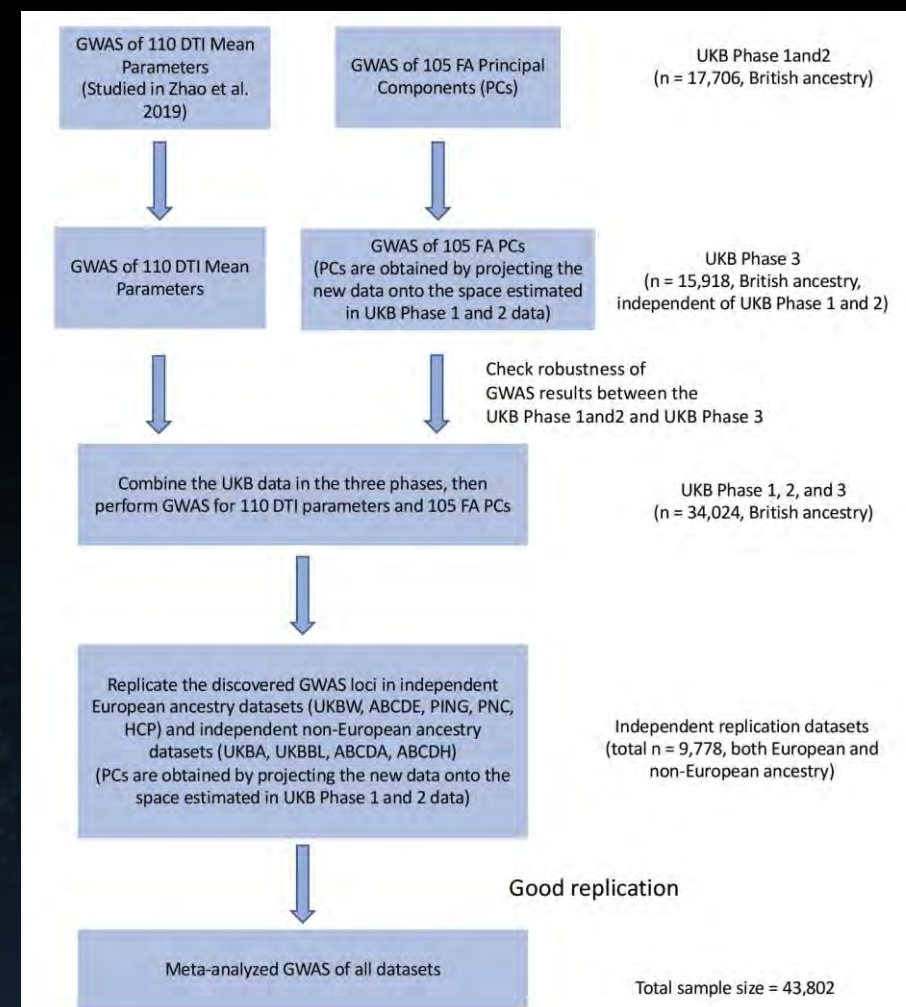 GWAS of 110 DTI Mean
Parameters
(Studied in Zhao et al.
2019)
GWAS of 105 FA Principal
Components (PCs)
UKB Phase 1and2
(n = 17,706, British ancestry)
GWAS of 110 DTI Mean
Parameters
GWAS of 105 FA PCs
(PCs are obtained by projecting the
new data onto the space estimated
in UKB Phase 1 and 2 data)
UKB Phase 3
(n = 15,918, British ancestry,
independent of UKB Phase 1 and 2)
Check robustness of
GWAS results between the
UKB Phase 1and2 and UKB Phase 3
Combine the UKB data in the three phases, then
perform GWAS for 110 DTI parameters and 105 FA PCs
UKB Phase 1, 2, and 3
(n = 34,024, British ancestry)
Replicate the discovered GWAS loci in independent
European ancestry datasets (UKBW, ABCDE, PING, PNC,
HCP) and independent non-European ancestry
datasets (UKBA, UKBBL, ABCDA, ABCDH)
(PCs are obtained by projecting the new data onto the
space estimated in UKB Phase 1 and 2 data)
Independent replication datasets
(total n = 9,778, both European and
non-European ancestry)
Good replication
Meta-analyzed GWAS of all datasets
Total sample size = 43,802